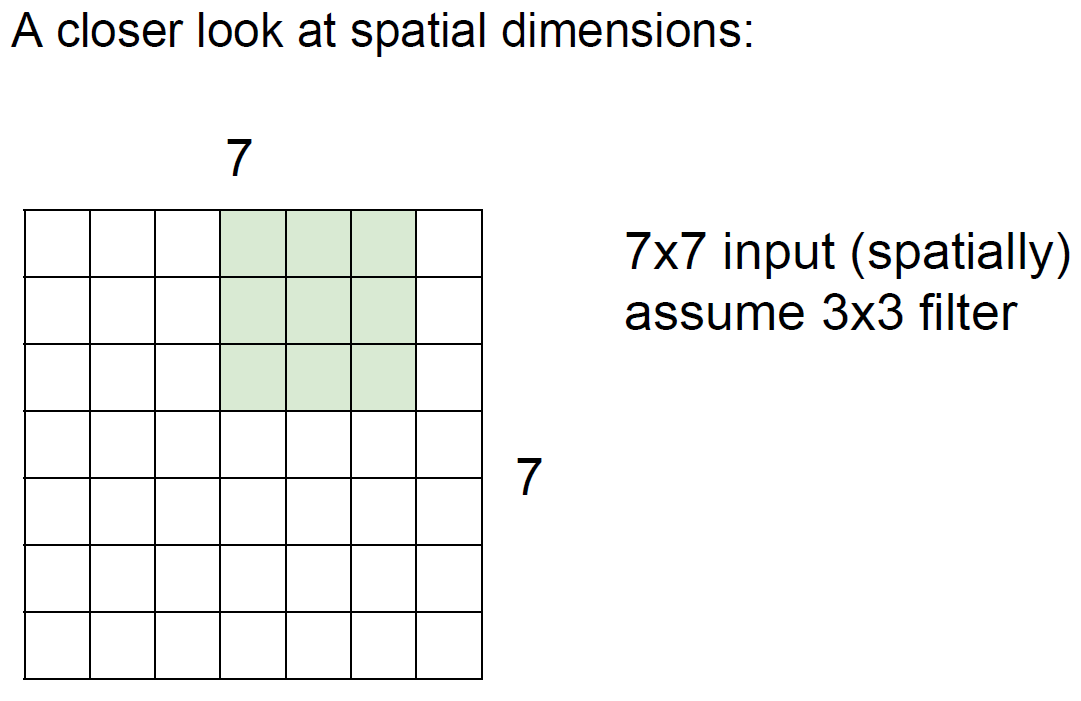 A closer look at spatial dimensions:
7
7x7 input (spatially)
assume 3x3 filter
7